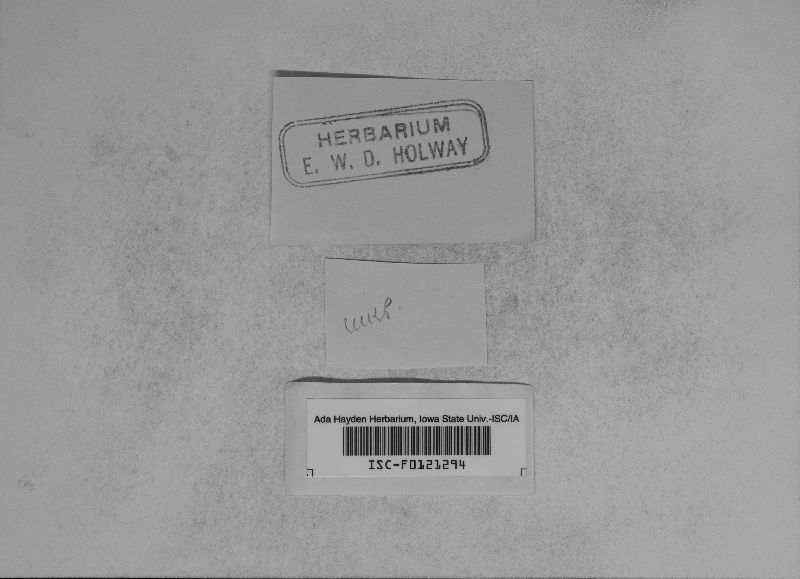 HERBARIUM
E. W. D. HOLWAY
Ada Hayden Herbarium, Iowa State Univ.-ISC/IA
ISC-F0121294